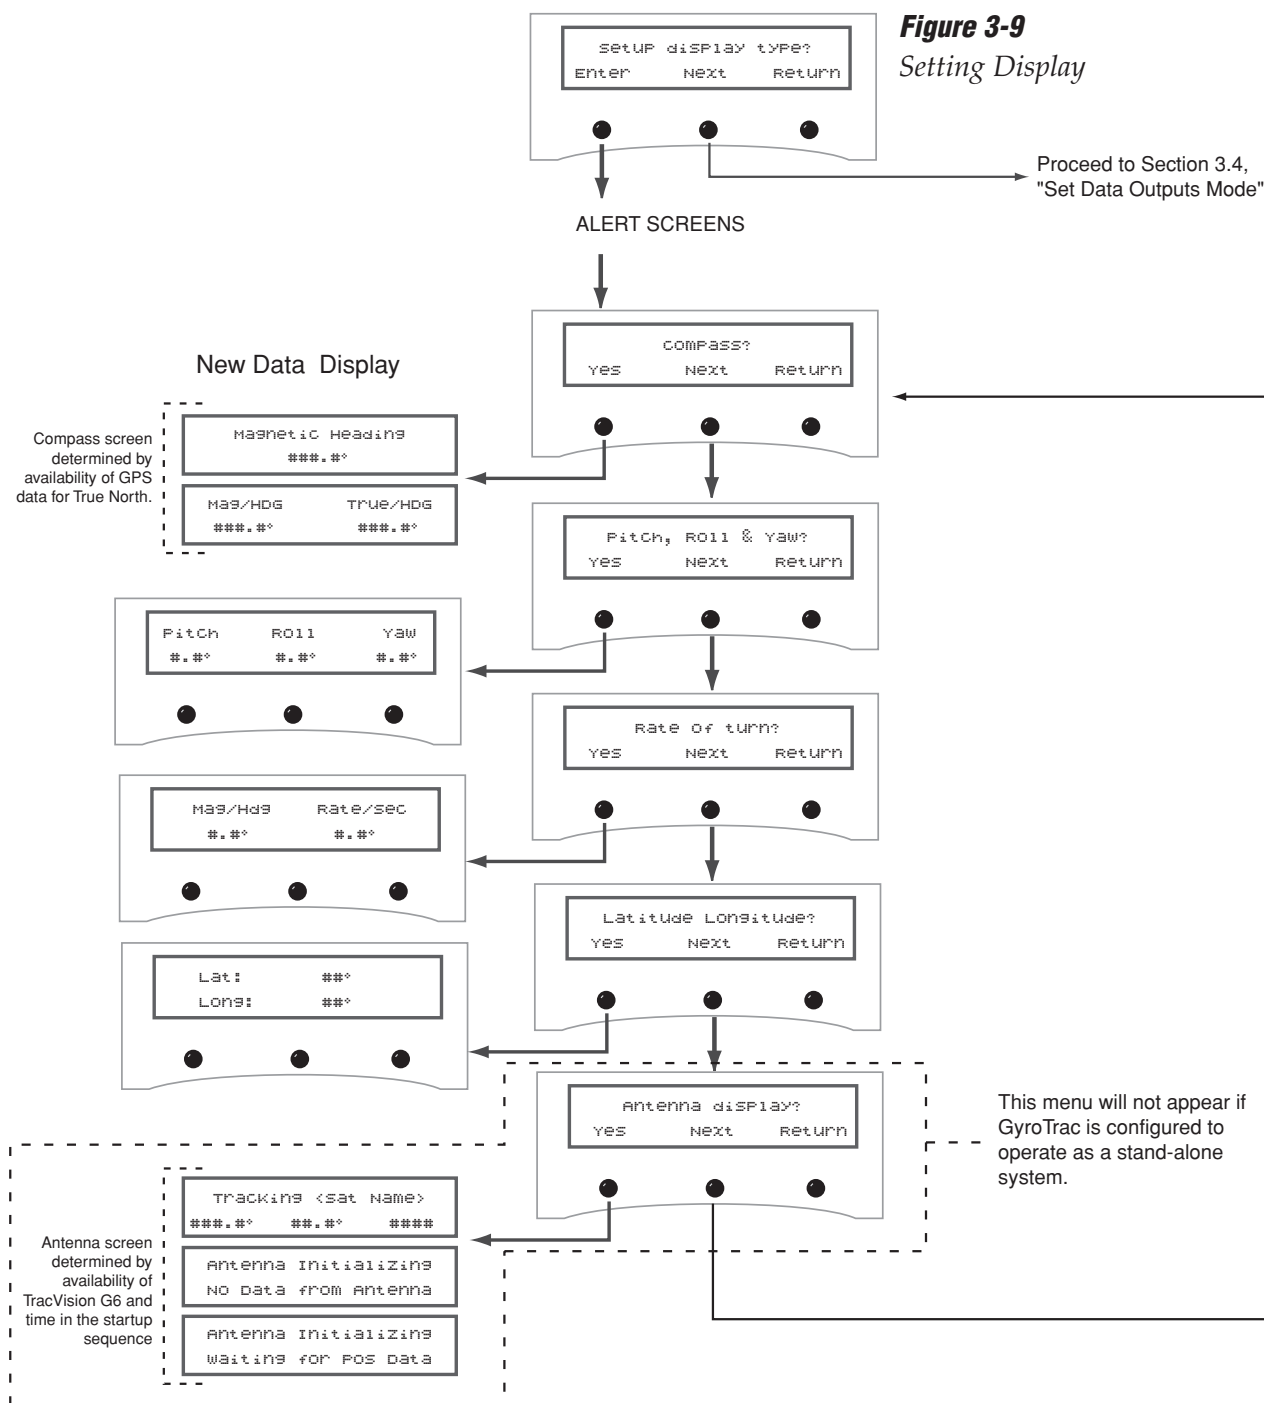 Figure 3-9
Setting Display
Setup display type?
Enter Next Return
Proceed to Section 3.4,
"Set Data Outputs Mode"
ALERT SCREENS
Compass?
Yes Next Return
New Data Display
Compass screen
determined by
availability of GPS
data for True North.
Magnetic Heading
###.#°
Mag/HDG True/HDG
###.#° ###.#°
Pitch, Roll & Yaw?
Yes Next Return
Pitch Roll Yaw
#.#° #.#° #.#°
Rate of turn?
Yes Next Return
Mag/Hdg Rate/sec
#.#° #.#°
Latitude Longitude?
Yes Next Return
Lat: ##°
Long: ##°
Antenna display?
Yes Next Return
This menu will not appear if
GyroTrac is configured to
operate as a stand-alone
system.
Antenna screen
determined by
availability of
TracVision G6 and
time in the startup
sequence
Tracking <Sat Name>
###.#° ##.#° ####
Antenna Initializing
No Data from Antenna
Antenna Initializing
Waiting for POS Data